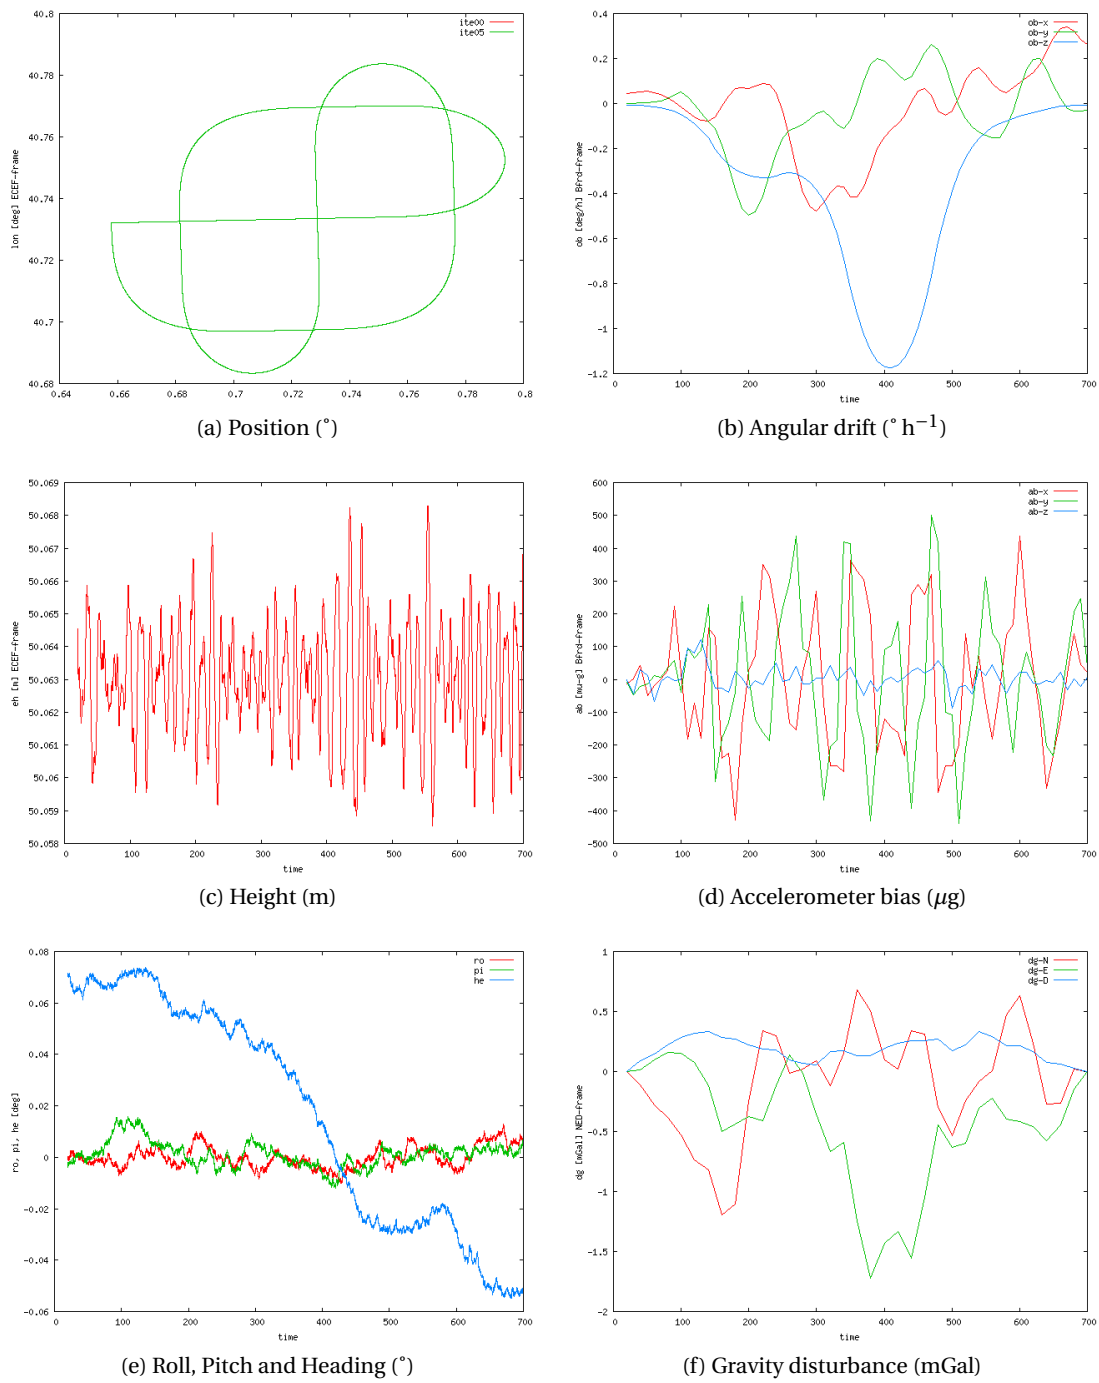 40.8
40.78
40.76
40.74
40.72
40.7
40.68
lon [deg] ECEF-frame
ite00
ite05
0.64 0.66 0.68 0.7 0.72 0.74 0.76 0.78 0.8
(a) Position (°)
0.4
0.2
0
-0.2
-0.4
-0.6
-0.8
-1
-1.2
ob [deg/h] Bfrd-frame
ob-x
ob-y
ob-z
0 100 200 300 400 500 600 700
time
(b) Angular drift (° h−1)
50.069
50.068
50.067
50.066
50.065
50.064
50.063
50.062
50.061
50.06
50.059
50.058
eh [m] ECEF-frame
0 100 200 300 400 500 600 700
time
(c) Height (m)
600
500
400
300
200
100
0
-100
-200
-300
-400
-500
ab [mu-g] Bfrd-frame
ab-x
ab-y
ab-z
0 100 200 300 400 500 600 700
time
(d) Accelerometer bias (μg)
0.08
0.06
0.04
0.02
0
-0.02
-0.04
-0.06
ro, pi, he [deg]
ro
pi
he
0 100 200 300 400 500 600 700
time
(e) Roll, Pitch and Heading (°)
1
0.5
0
-0.5
-1
-1.5
-2
dg [mGal] NED-frame
dg-N
dg-E
dg-D
0 100 200 300 400 500 600 700
time
(f) Gravity disturbance (mGal)